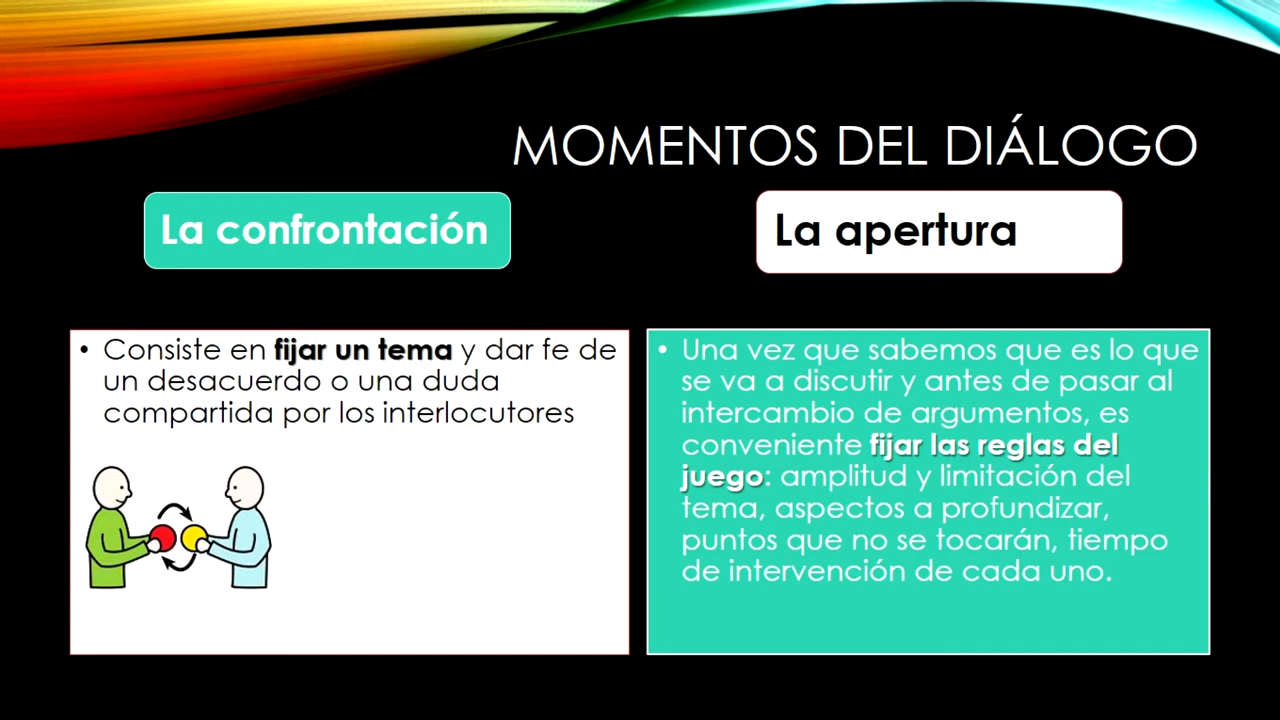 MOMENTOS DEL DIÁLOGO
La confrontación
• Consiste en fijar un tema y dar fe de
un desacuerdo o una duda
compartida por los interlocutores
La apertura
• Una vez que sabemos que es lo que
se va a discutir y antes de pasar al
intercambio de argumentos, es
conveniente fijar las reglas del
juego: amplitud y limitación del
tema, aspectos a profundizar,
puntos que no se tocarán, tiempo
de intervención de cada uno.